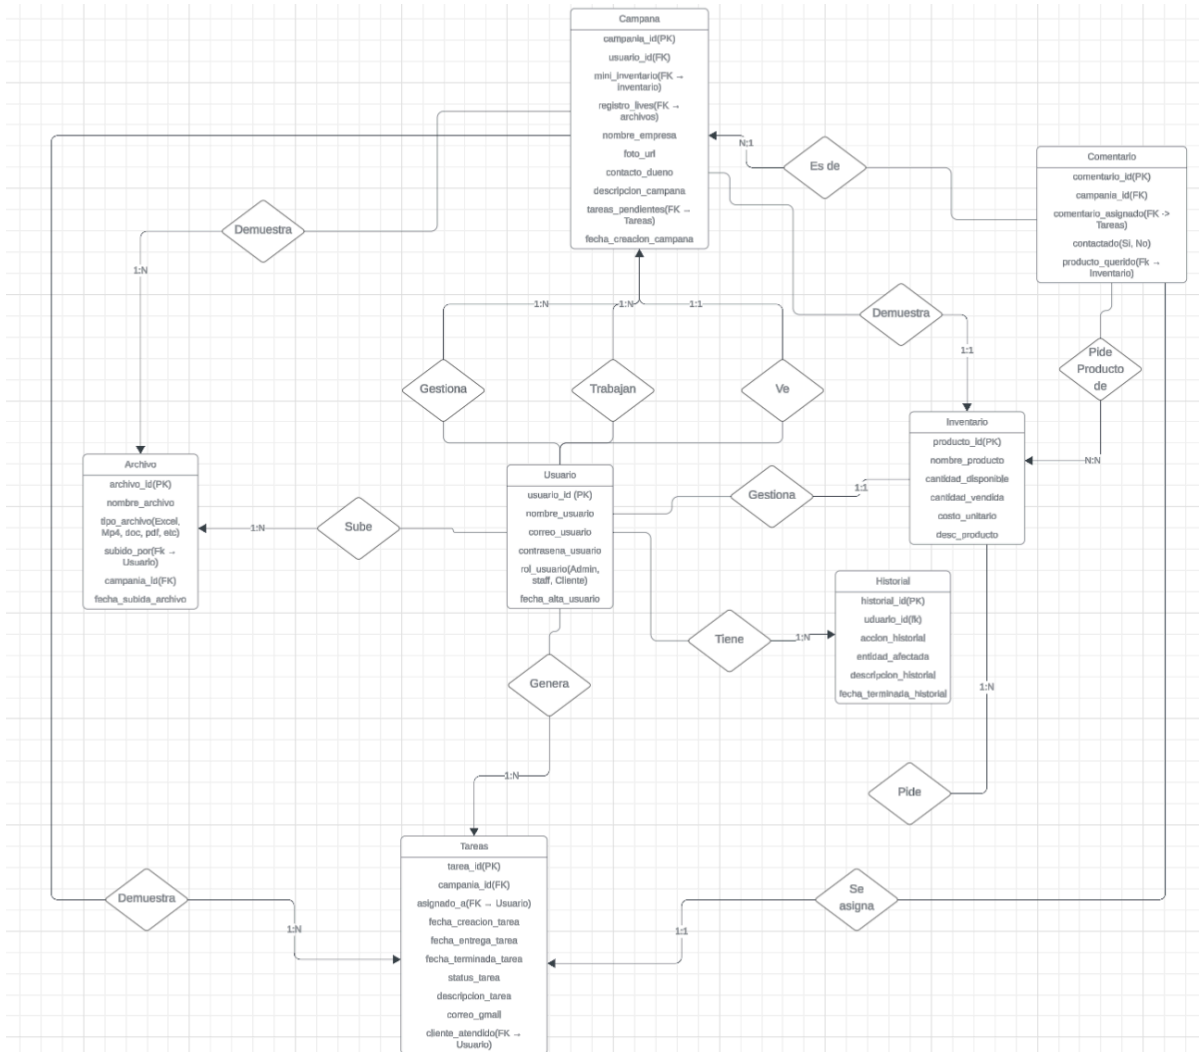 Campana
campania_id(PK)
usuario_id(FK)
mini_inventario(FK →
Inventario)
registro_lives(FK →
archivos)
nombre_empresa
foto_url
contacto_dueno
descripcion_campana
tareas_pendientes(FK →
Tareas)
fecha_creacion_campana
N:1
Es de
Comentario
comentario_id(PK)
campania_id(FK)
comentario_asignado(FK ->
Tareas)
contactado(Si, No)
producto_querido(Fk →
Inventario)
Demuestra
1:N
1:N
1:N
1:1
Demuestra
1:1
Gestiona
Trabajan
Ve
Pide
Producto
de
N:N
Archivo
archivo_id(PK)
nombre_archivo
tipo_archivo(Excel,
Mp4, doc, pdf, etc)
subido_por(Fk →
Usuario)
campania_id(FK)
fecha_subida_archivo
1:N
Sube
Usuario
usuario_id (PK)
nombre_usuario
correo_usuario
contrasena_usuario
rol_usuario(Admin,
staff, Cliente)
fecha_alta_usuario
Gestiona
1:1
Inventario
producto_id(PK)
nombre_producto
cantidad_disponible
cantidad_vendida
costo_unitario
desc_producto
Tiene
1:N
Historial
historial_id(PK)
uduario_id(fk)
accion_historial
entidad_afectada
descripcion_historial
fecha_terminada_historial
Genera
1:N
1:N
Pide
Tareas
tarea_id(PK)
campania_id(FK)
asignado_a(FK → Usuario)
fecha_creacion_tarea
fecha_entrega_tarea
fecha_terminada_tarea
status_tarea
descripcion_tarea
correo_gmail
cliente_atendido(FK →
Usuario)
Demuestra
1:N
Se
asigna
1:1